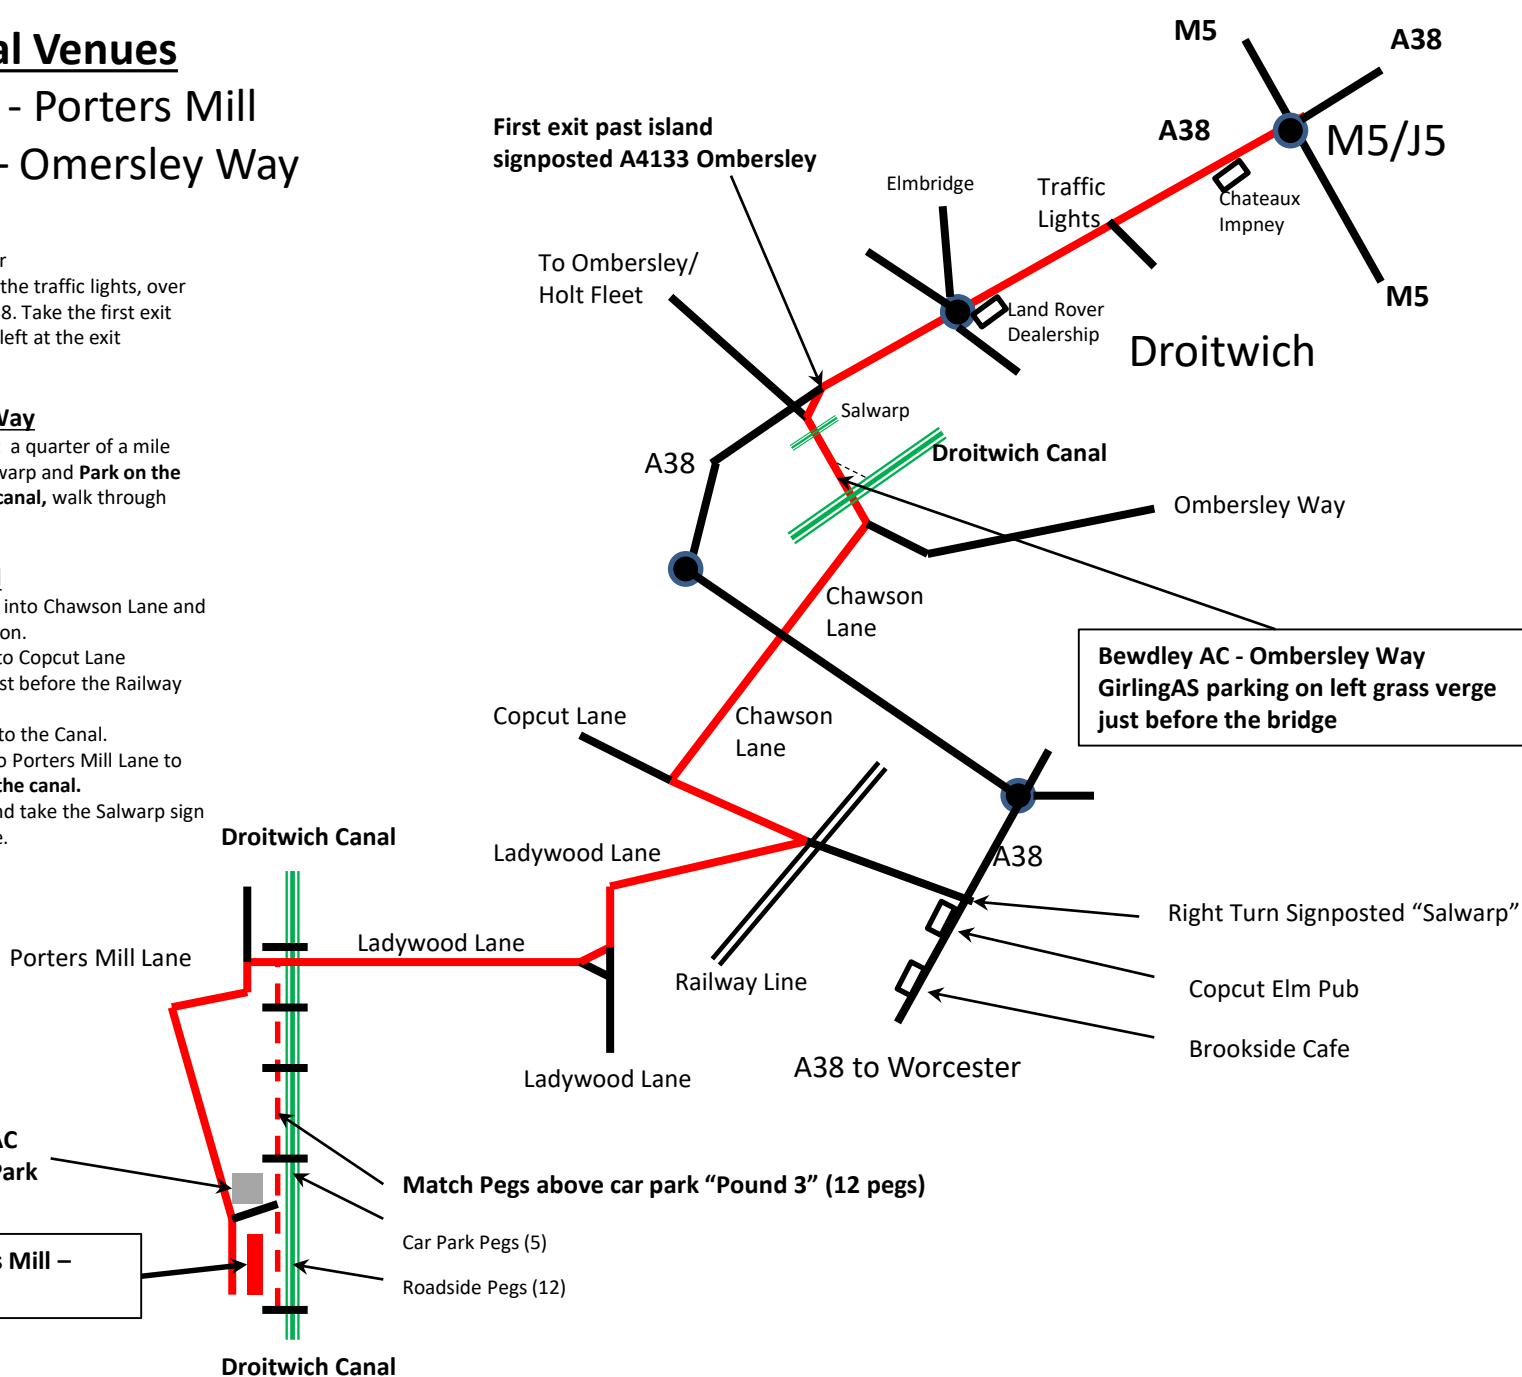 al Venues
- Porters Mill
- Omersley Way
r
the traffic lights, over
8. Take the first exit
left at the exit
Way
a quarter of a mile
warp and Park on the
canal, walk through
into Chawson Lane and
on.
to Copcut Lane
st before the Railway
to the Canal.
o Porters Mill Lane to
the canal.
nd take the Salwarp sign
e.
M5
A38
A38
M5/J5
First exit past island
signposted A4133 Ombersley
Elmbridge
Traffic
Lights
Chateaux
Impney
To Ombersley/
Holt Fleet
M5
Land Rover
Dealership
Droitwich
Salwarp
A38
Droitwich Canal
Ombersley Way
Chawson
Lane
Bewdley AC - Ombersley Way
GirlingAS parking on left grass verge
just before the bridge
Copcut Lane
Chawson
Lane
Droitwich Canal
Ladywood Lane
A38
Right Turn Signposted “Salwarp”
Porters Mill Lane
Ladywood Lane
Railway Line
Copcut Elm Pub
Brookside Cafe
A38 to Worcester
Ladywood Lane
AC
Park
Match Pegs above car park “Pound 3” (12 pegs)
Car Park Pegs (5)
s Mill –
Roadside Pegs (12)
Droitwich Canal